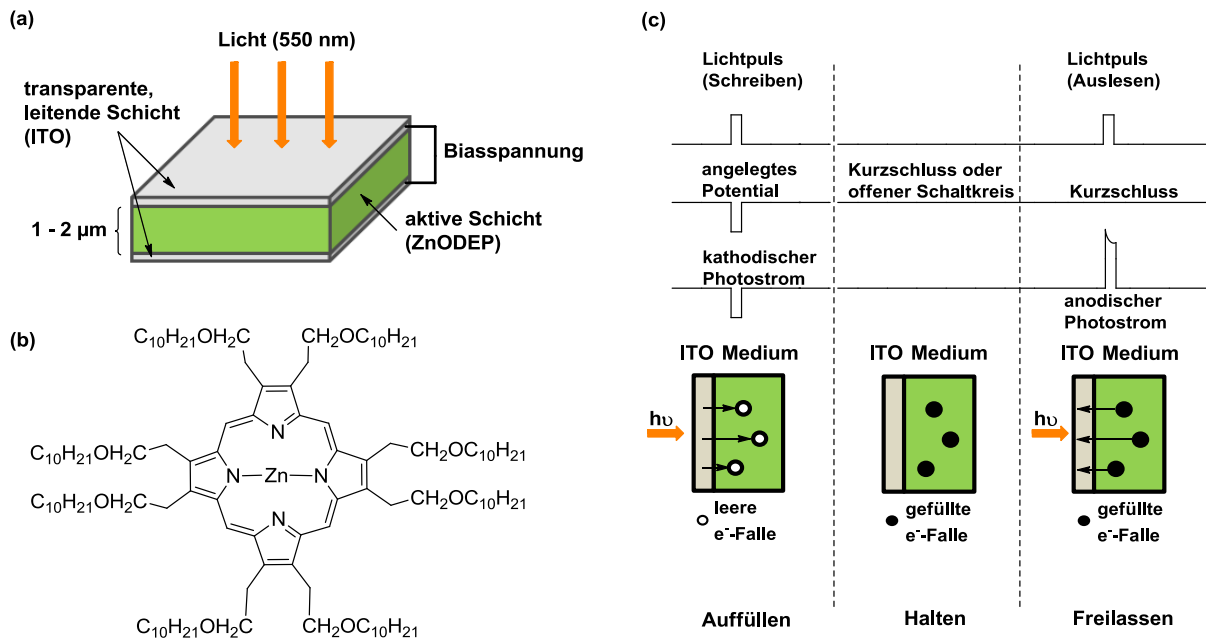 (a)
Licht (550 nm)
transparente,
leitende Schicht
(ITO)
Biasspannung
1 - 2 µm
aktive Schicht
(ZnODEP)
(b)
C₁₀H₂₁OH₂C
CH₂OC₁₀H₂₁
C₁₀H₂₁OH₂C
CH₂OC₁₀H₂₁
N
N
Zn
N
N
C₁₀H₂₁OH₂C
CH₂OC₁₀H₂₁
C₁₀H₂₁OH₂C
CH₂OC₁₀H₂₁
(c)
Lichtpuls
(Schreiben)
Lichtpuls
(Auslesen)
angelegtes
Potential
Kurzschluss oder
offener Schaltkreis
Kurzschluss
kathodischer
Photostrom
anodischer
Photostrom
ITO Medium
ITO Medium
ITO Medium
hυ
hυ
leere
e⁻-Falle
gefüllte
e⁻-Falle
gefüllte
e⁻-Falle
Auffüllen
Halten
Freilassen